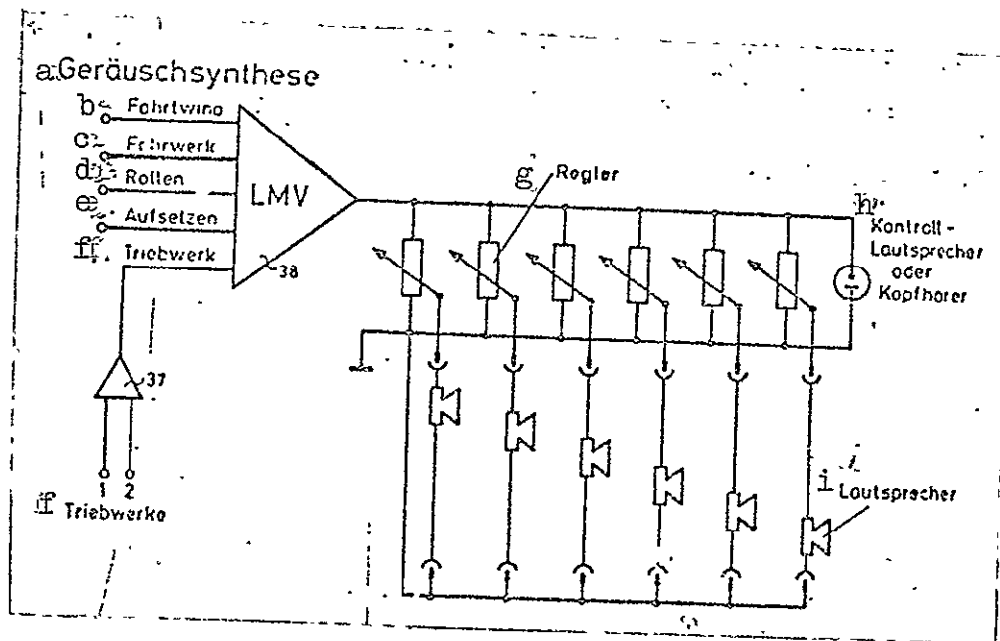 a Geräuschsynthese
b Fahrtwind
c Fahrwerk
d Rollen
e Aufsetzen
f Triebwerk
LMV
38
37
1 2
f Triebwerke
g Regler
h
Kontroll-
Lautsprecher
oder
Kopfhörer
i Lautsprecher